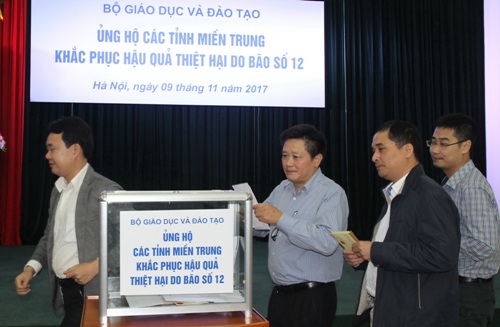 BỘ GIÁO DỤC VÀ ĐÀO TẠO
ỦNG HỘ CÁC TỈNH MIỀN TRUNG
KHẮC PHỤC HẬU QUẢ THIỆT HẠI DO BÃO SỐ 12
Hà Nội, ngày 09 tháng 11 năm 2017
BỘ GIÁO DỤC VÀ ĐÀO TẠO
ỦNG HỘ
CÁC TỈNH MIỀN TRUNG
KHẮC PHỤC HẬU QUẢ
THIỆT HẠI DO BÃO SỐ 12